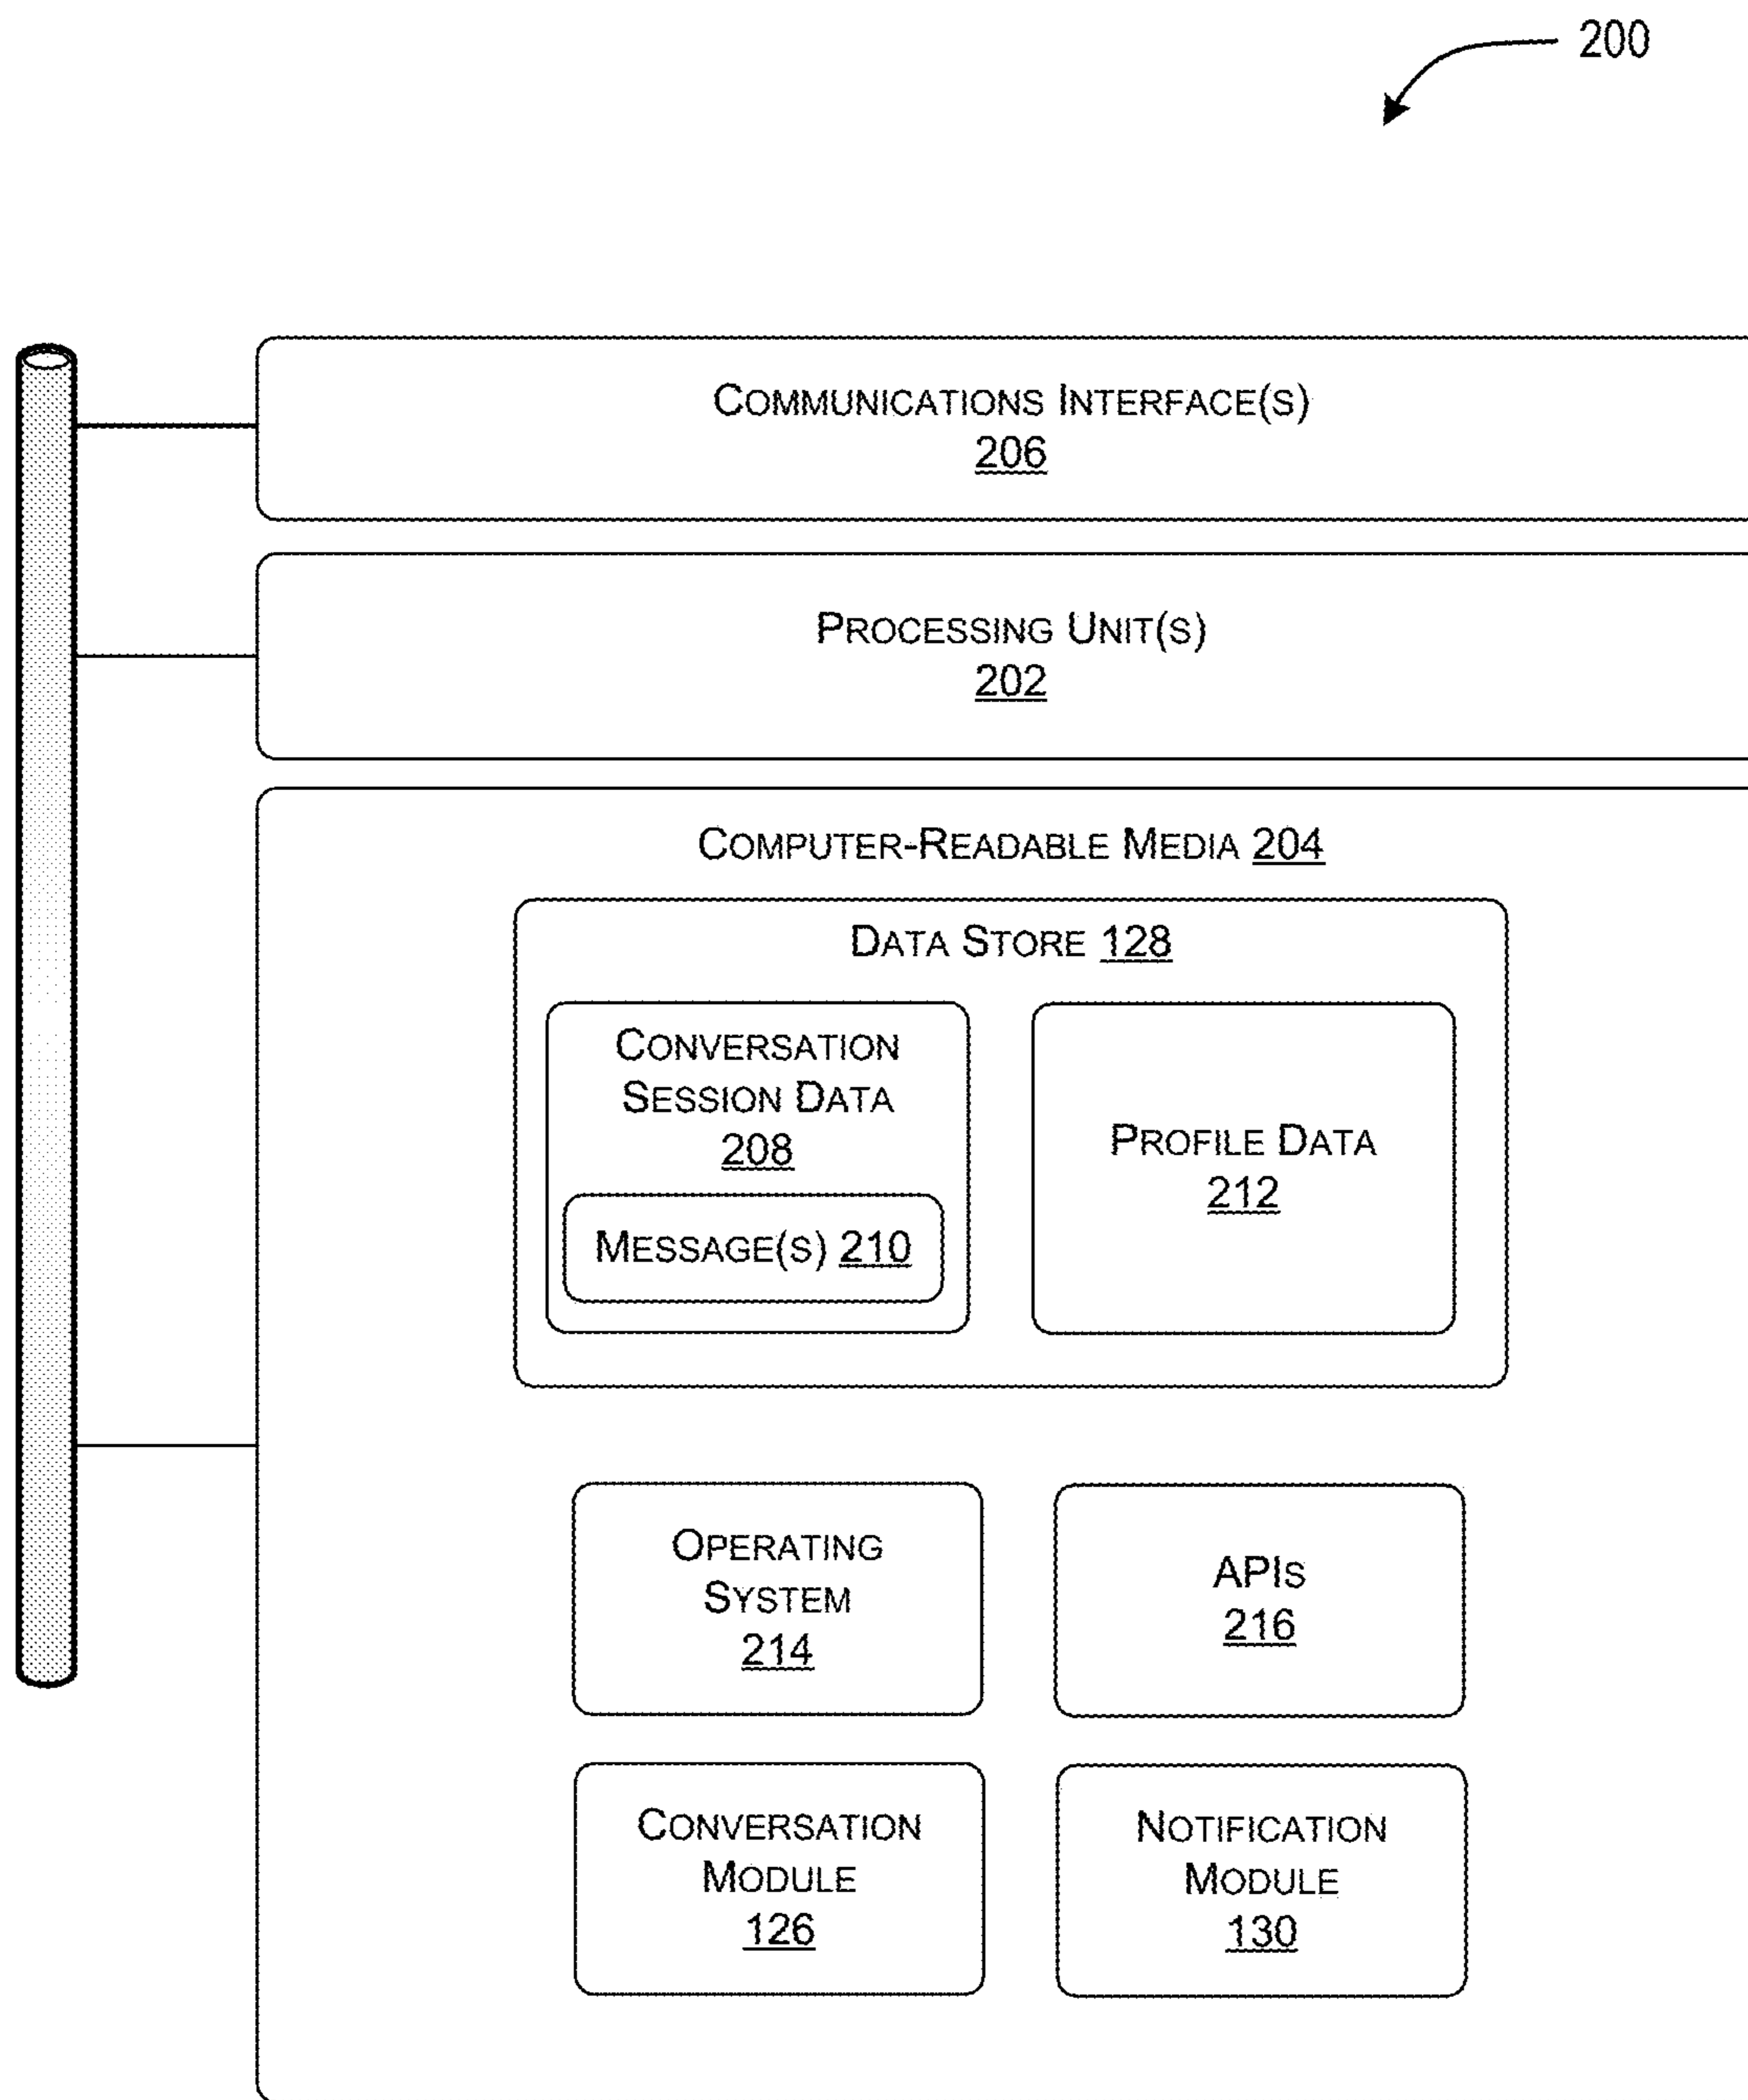 200
COMMUNICATIONS INTERFACE(S)
206
PROCESSING UNIT(S)
202
COMPUTER-READABLE MEDIA 204
DATA STORE 128
CONVERSATION
SESSION DATA
208
MESSAGE(S) 210
PROFILE DATA
212
OPERATING
SYSTEM
214
APIS
216
CONVERSATION
MODULE
126
NOTIFICATION
MODULE
130